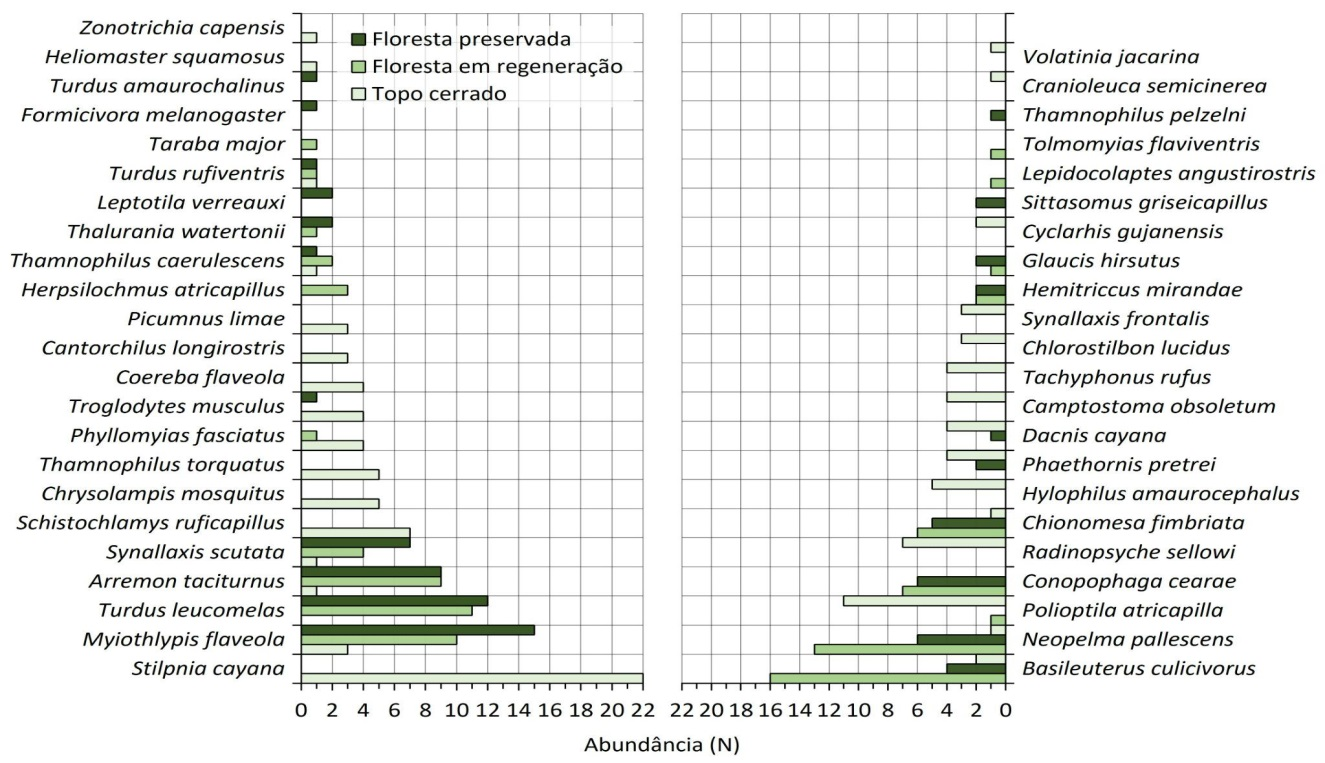 Zonotrichia capensis
Heliomaster squamosus
Turdus amaurochalinus
Formicivora melanogaster
Taraba major
Turdus rufiventris
Leptotila verreauxi
Thalurania watertonii
Thamnophilus caerulescens
Herpsilochmus atricapillus
Picumnus limae
Cantorchilus longirostris
Coereba flaveola
Troglodytes musculus
Phyllomyias fasciatus
Thamnophilus torquatus
Chrysolampis mosquitus
Schistochlamys ruficapillus
Synallaxis scutata
Arremon taciturnus
Turdus leucomelas
Myiothlypis flaveola
Stilpnia cayana
Floresta preservada
Floresta em regeneração
Topo cerrado
Volatinia jacarina
Cranioleuca semicinerea
Thamnophilus pelzelni
Tolmomyias flaviventris
Lepidocolaptes angustirostris
Sittasomus griseicapillus
Cyclarhis gujanensis
Glaucis hirsutus
Hemitriccus mirandae
Synallaxis frontalis
Chlorostilbon lucidus
Tachyphonus rufus
Camptostoma obsoletum
Dacnis cayana
Phaethornis pretrei
Hylophilus amaurocephalus
Chionomesa fimbriata
Radinopsyche sellowi
Conopophaga cearae
Polioptila atricapilla
Neopelma pallescens
Basileuterus culicivorus
0 2 4 6 8 10 12 14 16 18 20 22
22 20 18 16 14 12 10 8 6 4 2 0
Abundância (N)